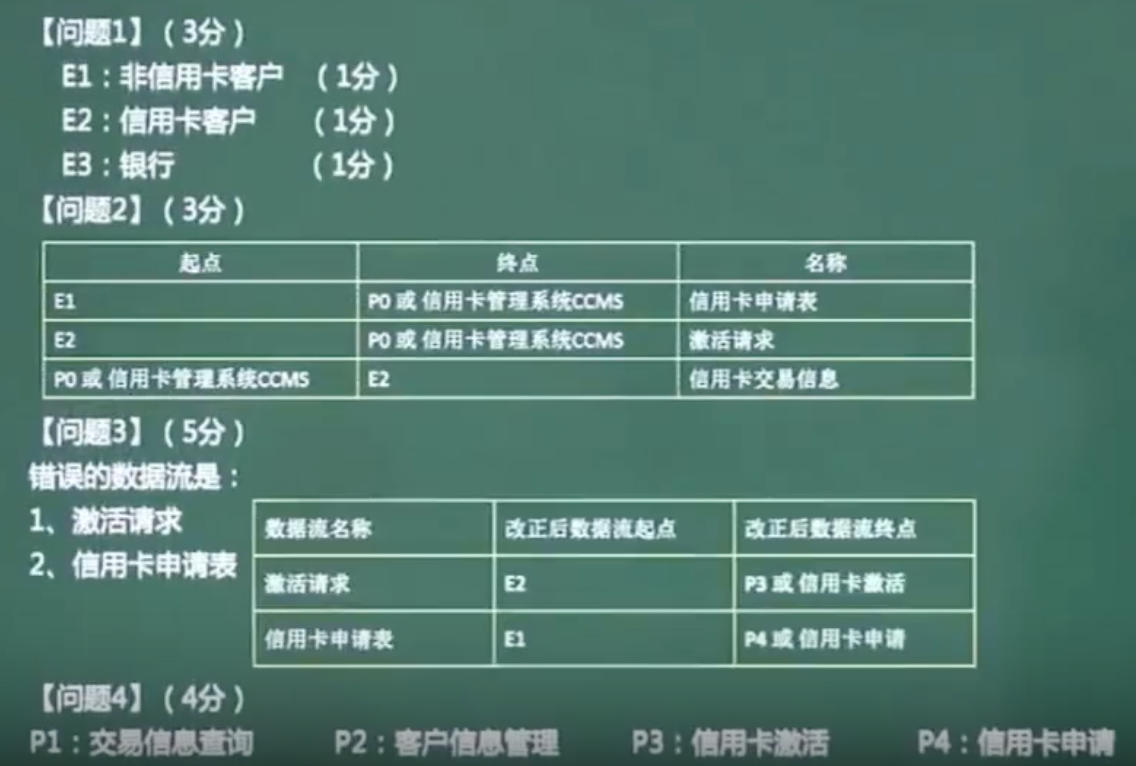 【问题1】（3分）
E1：非信用卡客户 （1分）
E2：信用卡客户 （1分）
E3：银行 （1分）
【问题2】（3分）
起点 终点 名称
E1 P0 或 信用卡管理系统CCMS 信用卡申请表
E2 P0 或 信用卡管理系统CCMS 激活请求
P0 或 信用卡管理系统CCMS E2 信用卡交易信息
【问题3】（5分）
错误的数据流是：
1、激活请求
2、信用卡申请表
数据流名称 改正后数据流起点 改正后数据流终点
激活请求 E2 P3 或 信用卡激活
信用卡申请表 E1 P4 或 信用卡申请
【问题4】（4分）
P1：交易信息查询 P2：客户信息管理 P3：信用卡激活 P4：信用卡申请